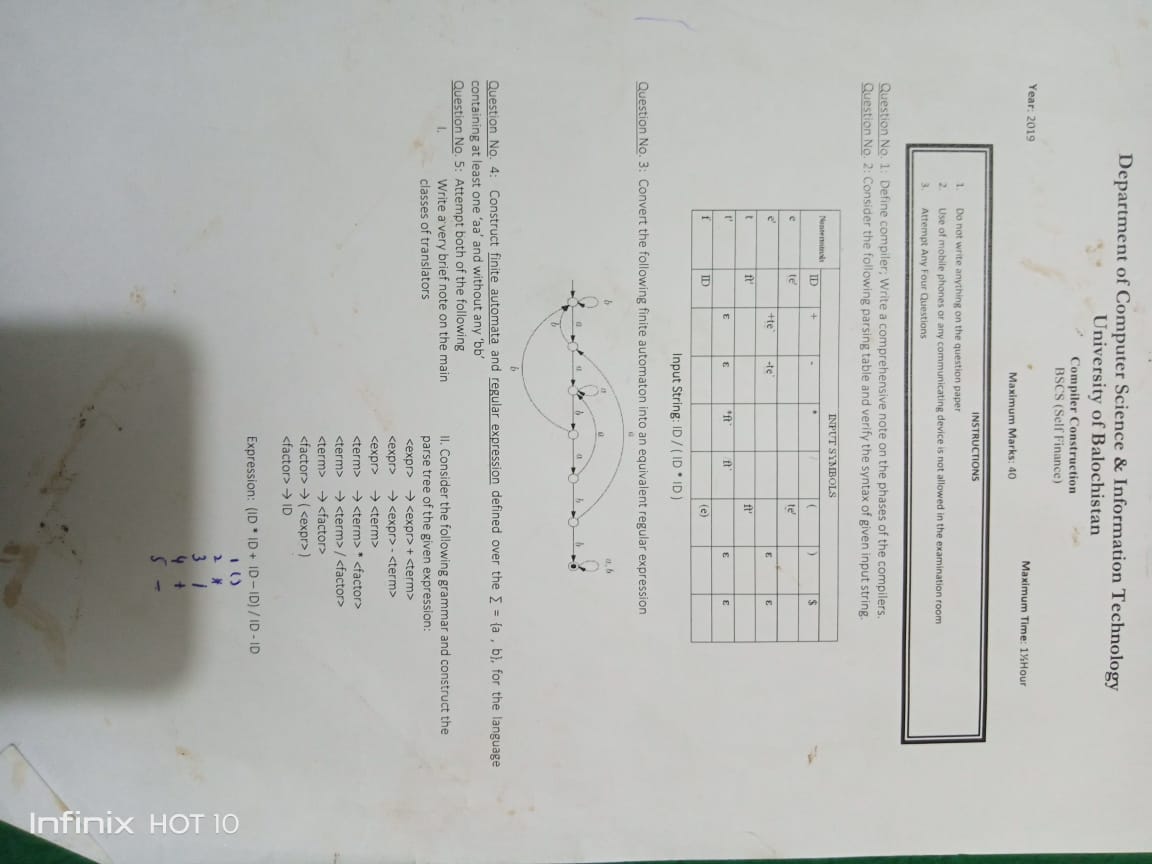 Department of Computer Science & Information Technology
University of Balochistan
Compiler Construction
BSCS (Self Finance)
Maximum Marks: 40
Year: 2019
Maximum Time: 1½Hour
INSTRUCTIONS
1. Do not write anything on the question paper
2. Use of mobile phones or any communicating device is not allowed in the examination room
3. Attempt Any Four Questions
Question No. 1: Define compiler; Write a comprehensive note on the phases of the compilers.
Question No. 2: Consider the following parsing table and verify the syntax of given input string.
INPUT SYMBOLS
Nonterminals ID + - * / ( ) $
e te' te'
e' +te` -te` ε ε
t ft' ft'
t' ε ε *ft` ft` ε ε
f ID (e)
Input String: ID / ( ID * ID )
Question No. 3: Convert the following finite automaton into an equivalent regular expression
a
b a a a, b
a a b a b b
b
b
Question No. 4: Construct finite automata and regular expression defined over the ∑ = {a , b}, for the language
containing at least one 'aa' and without any 'bb'
Question No. 5: Attempt both of the following
I. Write a very brief note on the main
classes of translators
II. Consider the following grammar and construct the
parse tree of the given expression:
<expr> → <expr> + <term>
<expr> → <expr> - <term>
<expr> → <term>
<term> → <term> * <factor>
<term> → <term> / <factor>
<term> → <factor>
<factor> → ( <expr> )
<factor> → ID
Expression: (ID * ID + ID – ID) / ID - ID
1 ()
2 *
3 /
4 +
5 -
Infinix HOT 10